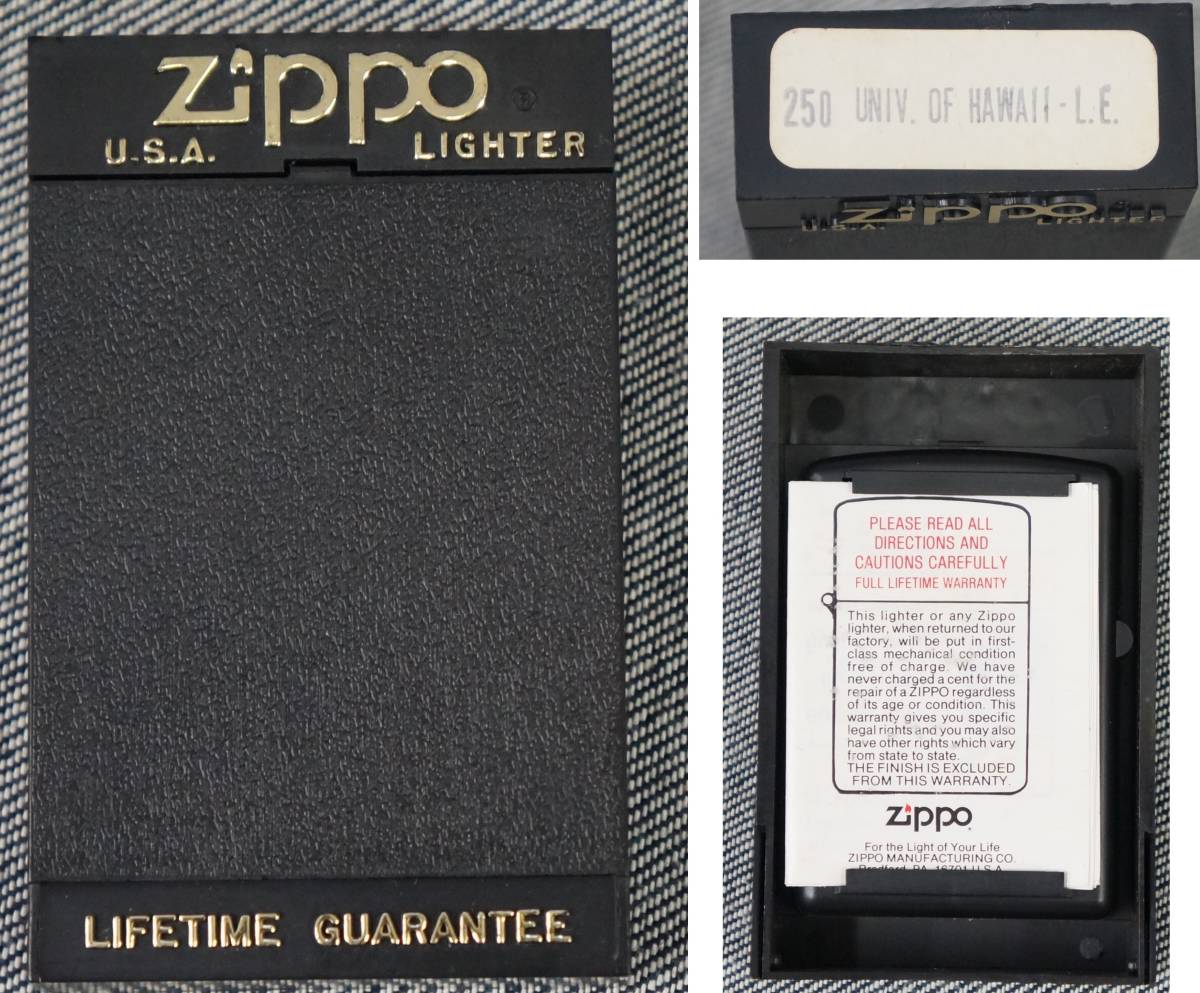 Zippo ®
U.S.A. LIGHTER
LIFETIME GUARANTEE
250 UNIV. OF HAWAII - L.E.
Zippo
U.S.A. LIGHTER
PLEASE READ ALL
DIRECTIONS AND
CAUTIONS CAREFULLY
FULL LIFETIME WARRANTY
This lighter or any Zippo
lighter, when returned to our
factory, will be put in first-
class mechanical condition
free of charge. We have
never charged a cent for the
repair of a ZIPPO regardless
of its age or condition. This
warranty gives you specific
legal rights and you may also
have other rights which vary
from state to state.
THE FINISH IS EXCLUDED
FROM THIS WARRANTY.
Zippo
For the Light of Your Life
ZIPPO MANUFACTURING CO.
Bradford, PA. 16701 U.S.A.